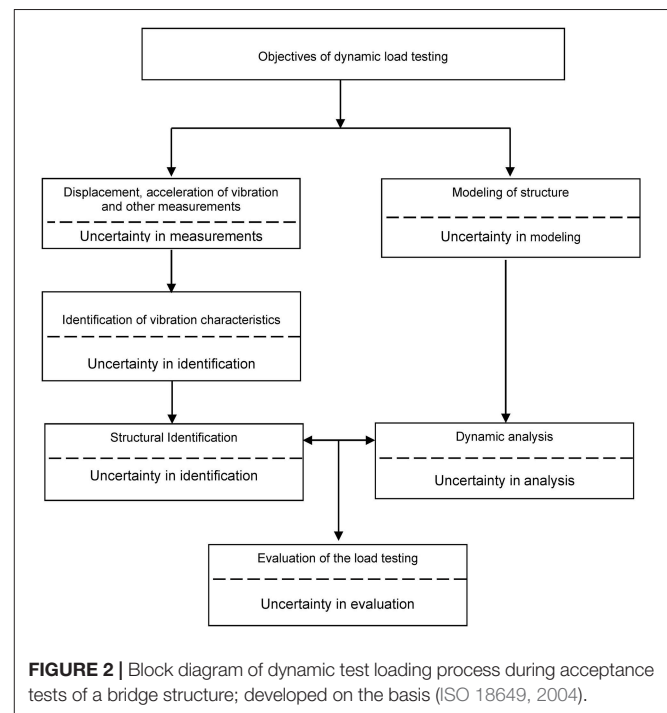 Objectives of dynamic load testing
Displacement, acceleration of vibration
and other measurements
Uncertainty in measurements
Modeling of structure
Uncertainty in modeling
Identification of vibration characteristics
Uncertainty in identification
Structural Identification
Uncertainty in identification
Dynamic analysis
Uncertainty in analysis
Evaluation of the load testing
Uncertainty in evaluation
FIGURE 2 | Block diagram of dynamic test loading process during acceptance
tests of a bridge structure; developed on the basis (ISO 18649, 2004).